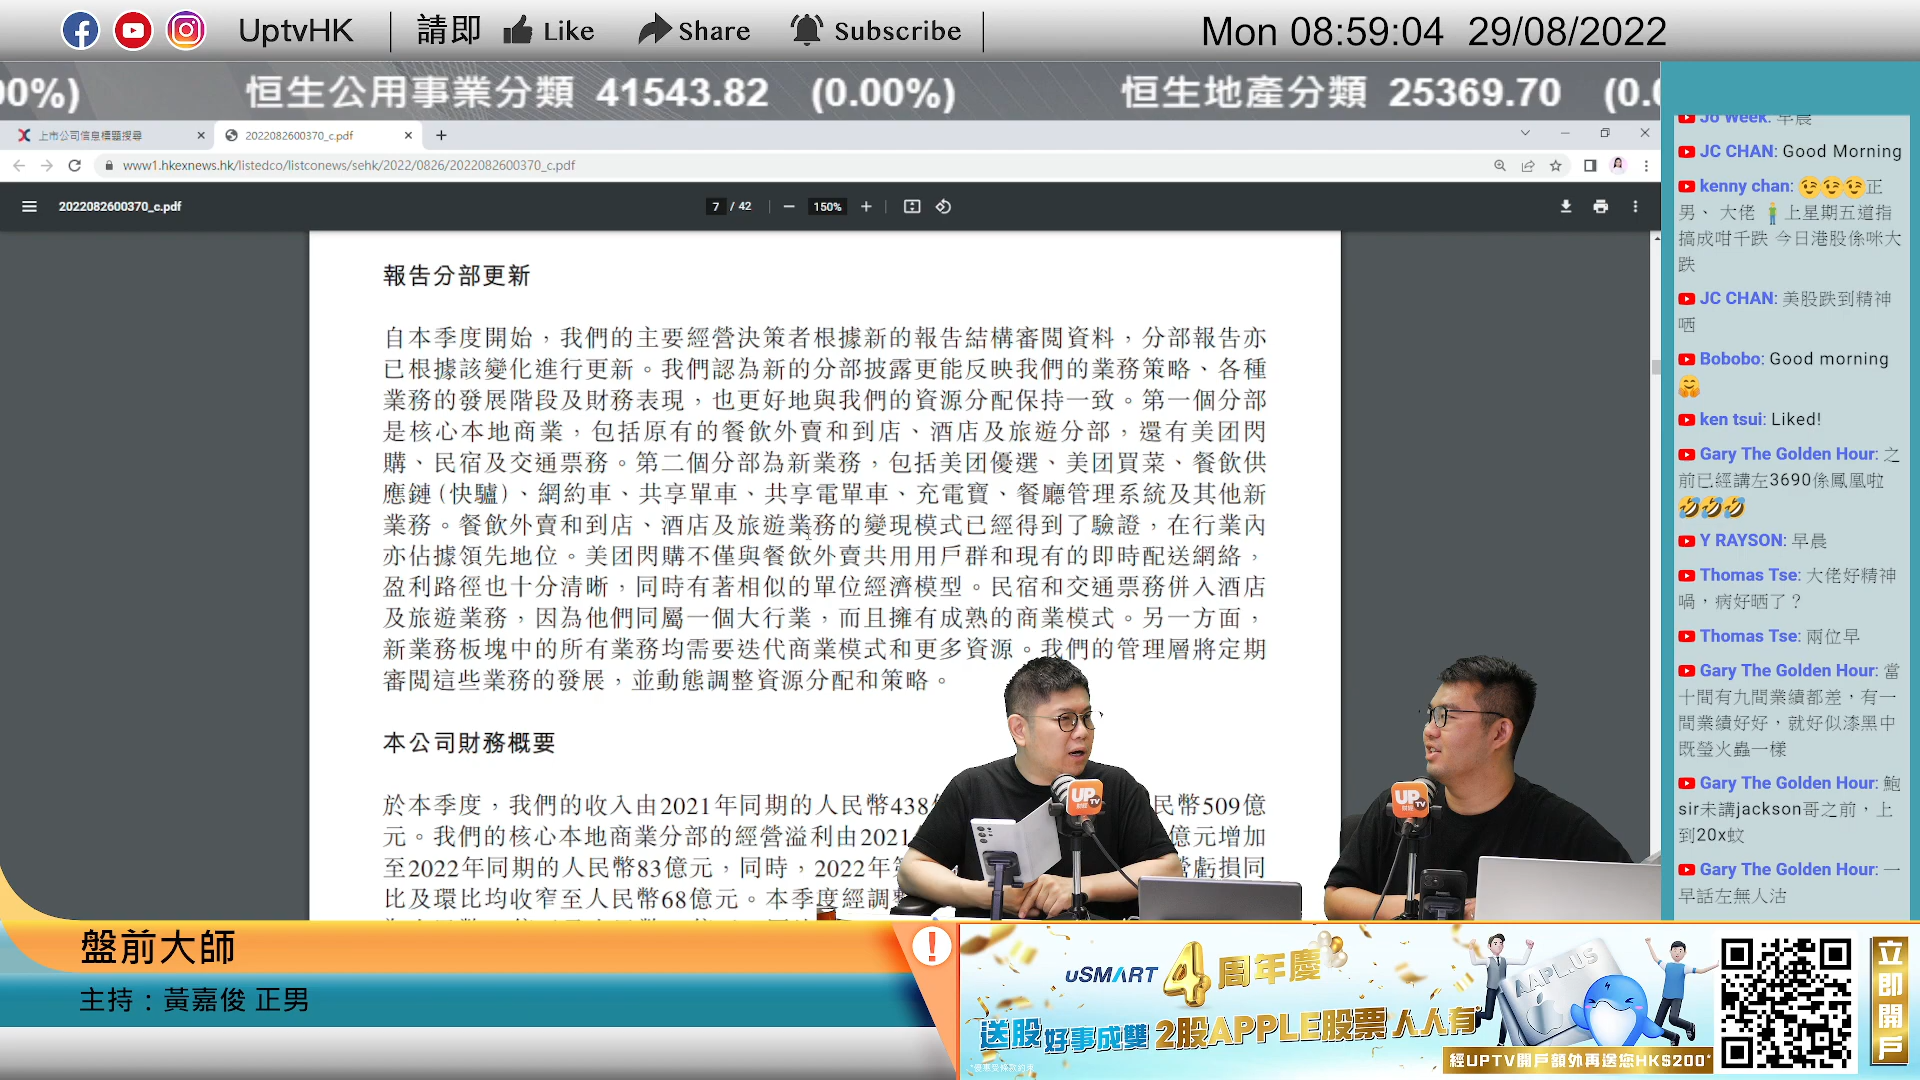 UptvHK
請即
Like
Share
Subscribe
Mon 08:59:04 29/08/2022
00%)
恒生公用事業分類 41543.82 (0.00%)
恒生地產分類 25369.70 (0.0
上市公司信息標題搜尋
2022082600370_c.pdf
www1.hkexnews.hk/listedco/listconews/sehk/2022/0826/2022082600370_c.pdf
2022082600370_c.pdf
7 / 42
150%
報告分部更新
自本季度開始，我們的主要經營決策者根據新的報告結構審閱資料，分部報告亦
已根據該變化進行更新。我們認為新的分部披露更能反映我們的業務策略、各種
業務的發展階段及財務表現，也更好地與我們的資源分配保持一致。第一個分部
是核心本地商業，包括原有的餐飲外賣和到店、酒店及旅遊分部，還有美团閃
購、民宿及交通票務。第二個分部為新業務，包括美团優選、美团買菜、餐飲供
應鏈（快驢）、網約車、共享單車、共享電單車、充電寶、餐廳管理系統及其他新
業務。餐飲外賣和到店、酒店及旅遊業務的變現模式已經得到了驗證，在行業內
亦佔據領先地位。美团閃購不僅與餐飲外賣共用用戶群和現有的即時配送網絡，
盈利路徑也十分清晰，同時有著相似的單位經濟模型。民宿和交通票務併入酒店
及旅遊業務，因為他們同屬一個大行業，而且擁有成熟的商業模式。另一方面，
新業務板塊中的所有業務均需要迭代商業模式和更多資源。我們的管理層將定期
審閱這些業務的發展，並動態調整資源分配和策略。
本公司財務概要
於本季度，我們的收入由2021年同期的人民幣438 民幣509億
元。我們的核心本地商業分部的經營溢利由2021 億元增加
至2022年同期的人民幣83億元，同時，2022年 營虧損同
比及環比均收窄至人民幣68億元。本季度經調
Jo Week: 早晨
JC CHAN: Good Morning
kenny chan: 😉😉😉正
男、 大佬 🧍 上星期五道指
搞成咁千跌 今日港股係咪大
跌
JC CHAN: 美股跌到精神
哂
Bobobo: Good morning
🤗
ken tsui: Liked!
Gary The Golden Hour: 之
前已經講左3690係鳳凰啦
🤣🤣🤣
Y RAYSON: 早晨
Thomas Tse: 大佬好精神
喎，病好晒了？
Thomas Tse: 兩位早
Gary The Golden Hour: 當
十間有九間業績都差，有一
間業績好好，就好似漆黑中
既螢火蟲一樣
Gary The Golden Hour: 鮑
sir未講jackson哥之前，上
到20x蚊
Gary The Golden Hour: 一
早話左無人沽
UP
TV
UP
TV
盤前大師
主持：黃嘉俊 正男
uSMART 4周年慶
送股好事成雙 2股APPLE股票人人有*
AAPL.US
經UPTV開戶額外再送您HK$200*
立即開戶